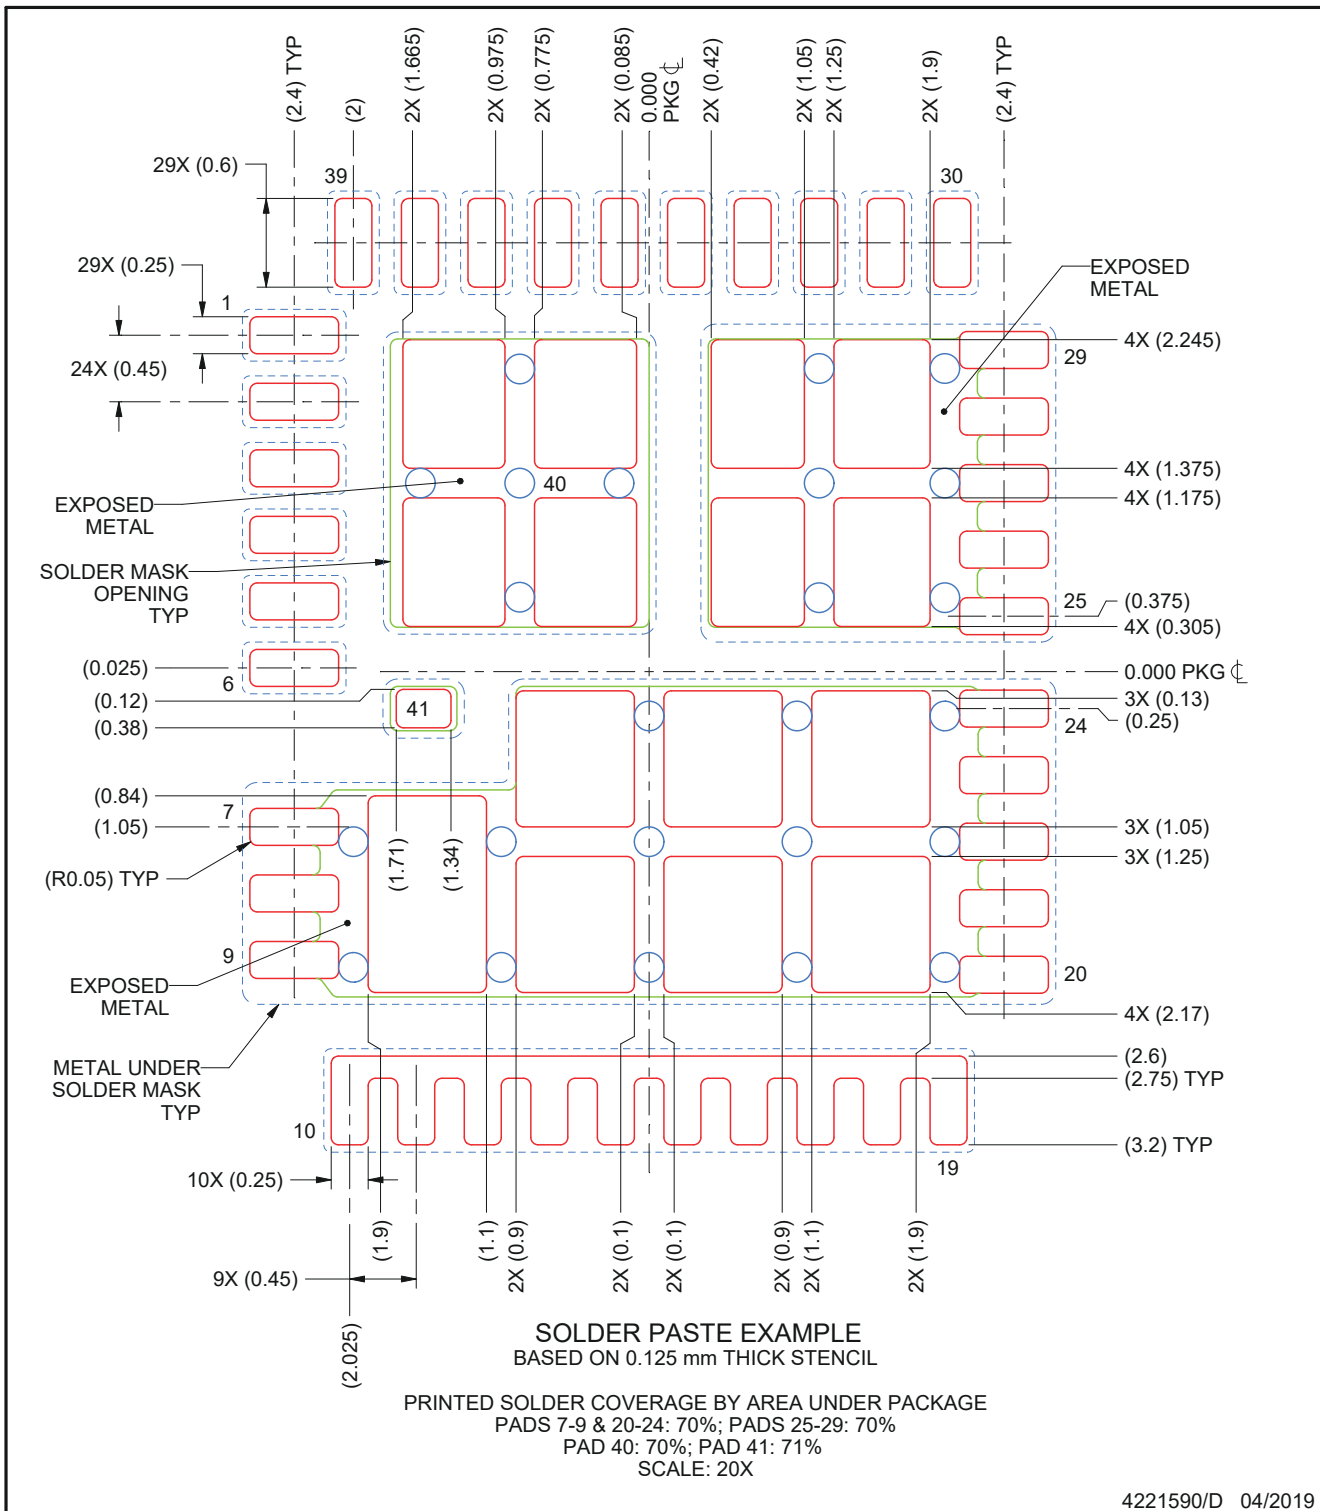 (2.4) TYP
(2)
2X (1.665)
2X (0.975)
2X (0.775)
2X (0.085)
0.000
PKG ℄
2X (0.42)
2X (1.05)
2X (1.25)
2X (1.9)
(2.4) TYP
29X (0.6)
39
30
29X (0.25)
1
EXPOSED
METAL
24X (0.45)
4X (2.245)
29
4X (1.375)
40
4X (1.175)
EXPOSED
METAL
SOLDER MASK
OPENING
TYP
25
(0.375)
4X (0.305)
(0.025)
6
0.000 PKG ℄
(0.12)
41
3X (0.13)
(0.38)
24
(0.25)
(0.84)
7
(1.05)
3X (1.05)
(1.71)
(1.34)
3X (1.25)
(R0.05) TYP
9
20
EXPOSED
METAL
4X (2.17)
METAL UNDER
SOLDER MASK
TYP
(2.6)
(2.75) TYP
10
(3.2) TYP
19
10X (0.25)
(1.9)
(1.1)
2X (0.9)
2X (0.1)
2X (0.1)
2X (0.9)
2X (1.1)
2X (1.9)
9X (0.45)
(2.025)
SOLDER PASTE EXAMPLE
BASED ON 0.125 mm THICK STENCIL
PRINTED SOLDER COVERAGE BY AREA UNDER PACKAGE
PADS 7-9 & 20-24: 70%; PADS 25-29: 70%
PAD 40: 70%; PAD 41: 71%
SCALE: 20X
4221590/D 04/2019